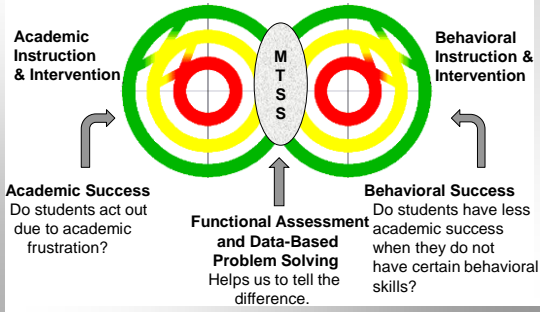 Academic
Instruction
& Intervention
M
T
S
S
Behavioral
Instruction &
Intervention
Academic Success
Do students act out
due to academic
frustration?
Functional Assessment
and Data-Based
Problem Solving
Helps us to tell the
difference.
Behavioral Success
Do students have less
academic success
when they do not
have certain behavioral
skills?